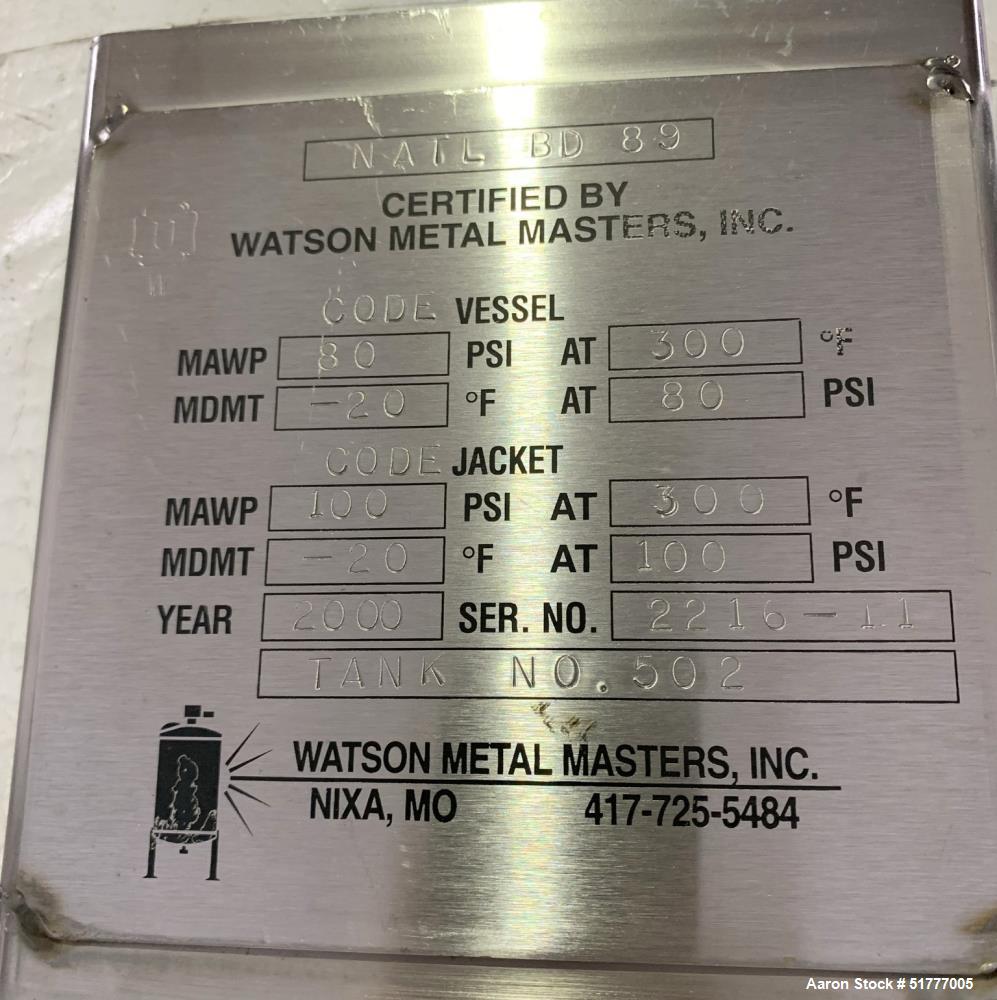 NATL BD 89
CERTIFIED BY
WATSON METAL MASTERS, INC.
U
W
CODE VESSEL
MAWP 80 PSI AT 300 °F
MDMT -20 °F AT 80 PSI
CODE JACKET
MAWP 100 PSI AT 300 °F
MDMT -20 °F AT 100 PSI
YEAR 2000 SER. NO. 2216-11
TANK NO. 502
WATSON METAL MASTERS, INC.
NIXA, MO 417-725-5484
Aaron Stock # 51777005